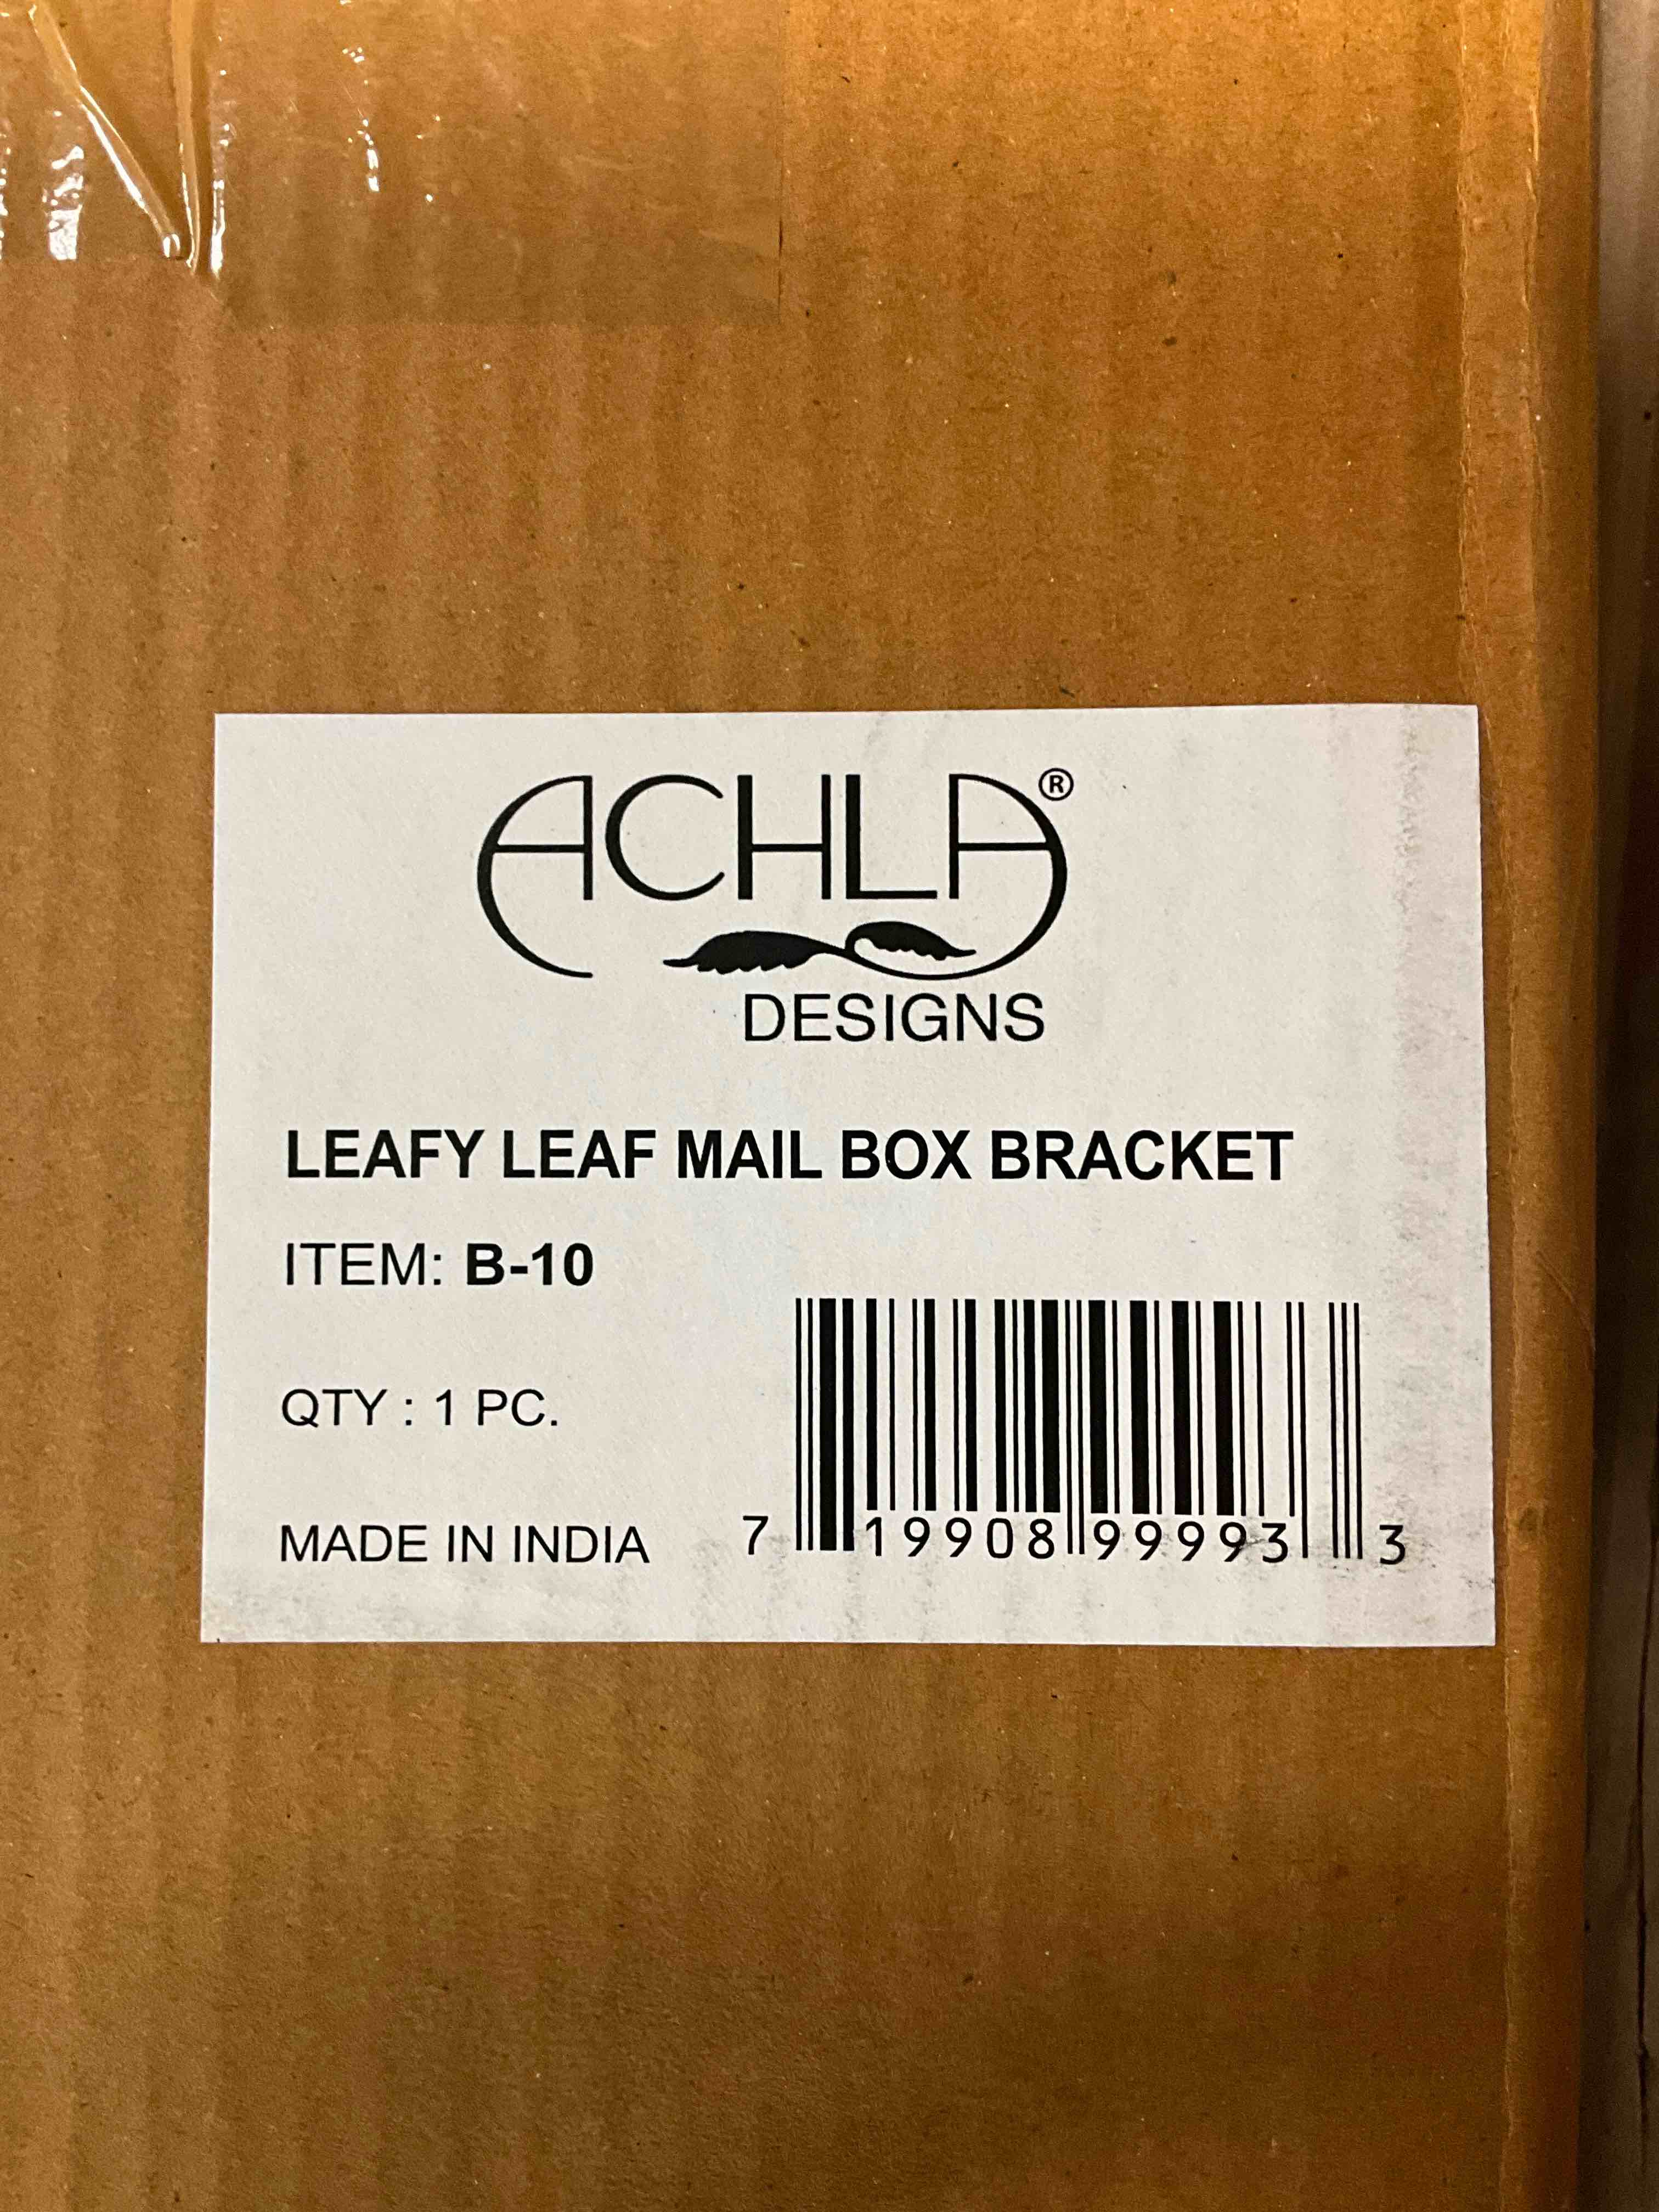 ACHLA®
DESIGNS
LEAFY LEAF MAIL BOX BRACKET
ITEM: B-10
QTY : 1 PC.
MADE IN INDIA
7 19908 99993 3